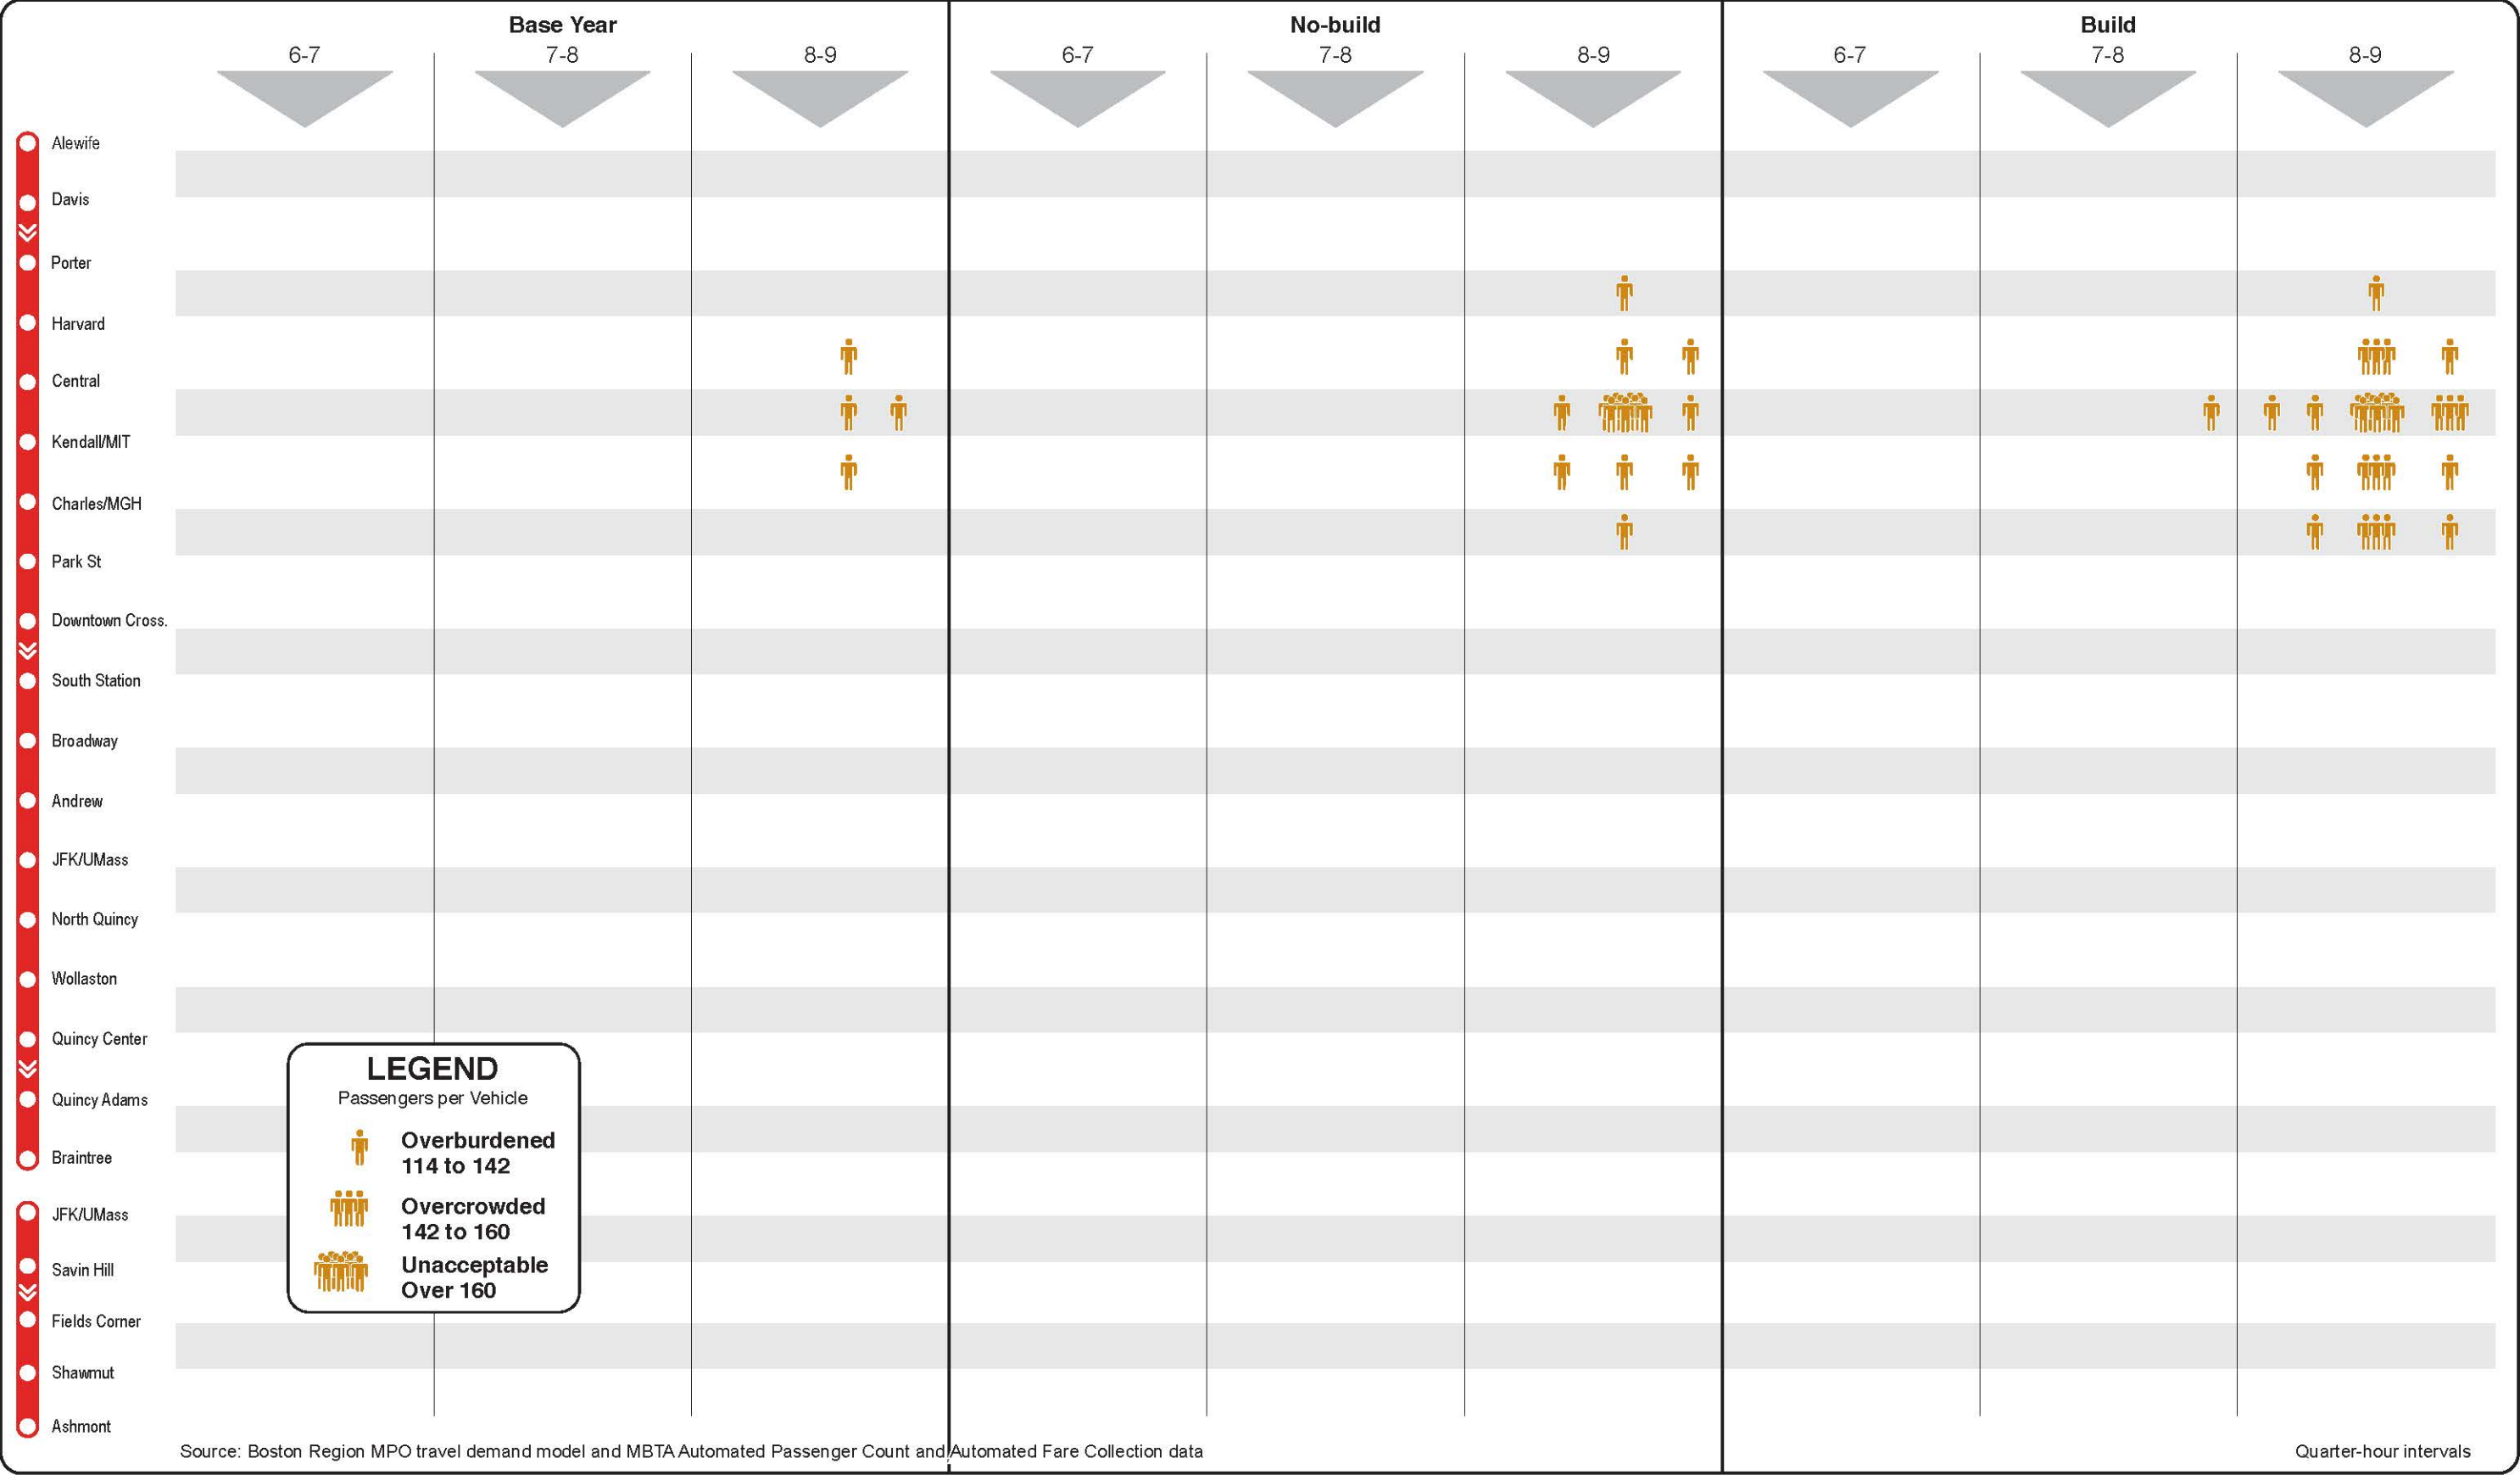 Base Year No-build Build
6-7 7-8 8-9 6-7 7-8 8-9 6-7 7-8 8-9
Alewife
Davis
Porter
Harvard
Central
Kendall/MIT
Charles/MGH
Park St
Downtown Cross.
South Station
Broadway
Andrew
JFK/UMass
North Quincy
Wollaston
Quincy Center
Quincy Adams
Braintree
JFK/UMass
Savin Hill
Fields Corner
Shawmut
Ashmont
LEGEND
Passengers per Vehicle
Overburdened
114 to 142
Overcrowded
142 to 160
Unacceptable
Over 160
Source: Boston Region MPO travel demand model and MBTA Automated Passenger Count and Automated Fare Collection data
Quarter-hour intervals